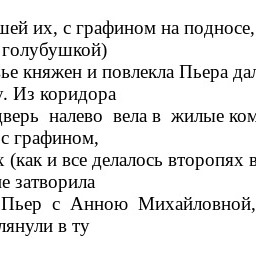 шей их, с графином на подносе,
голубушкой)
ье княжен и повлекла Пьера дал
у. Из коридора
дверь налево вела в жилые ком
с графином,
х (как и все делалось второпях в
не затворила
Пьер с Анною Михайловной,
лянули в ту